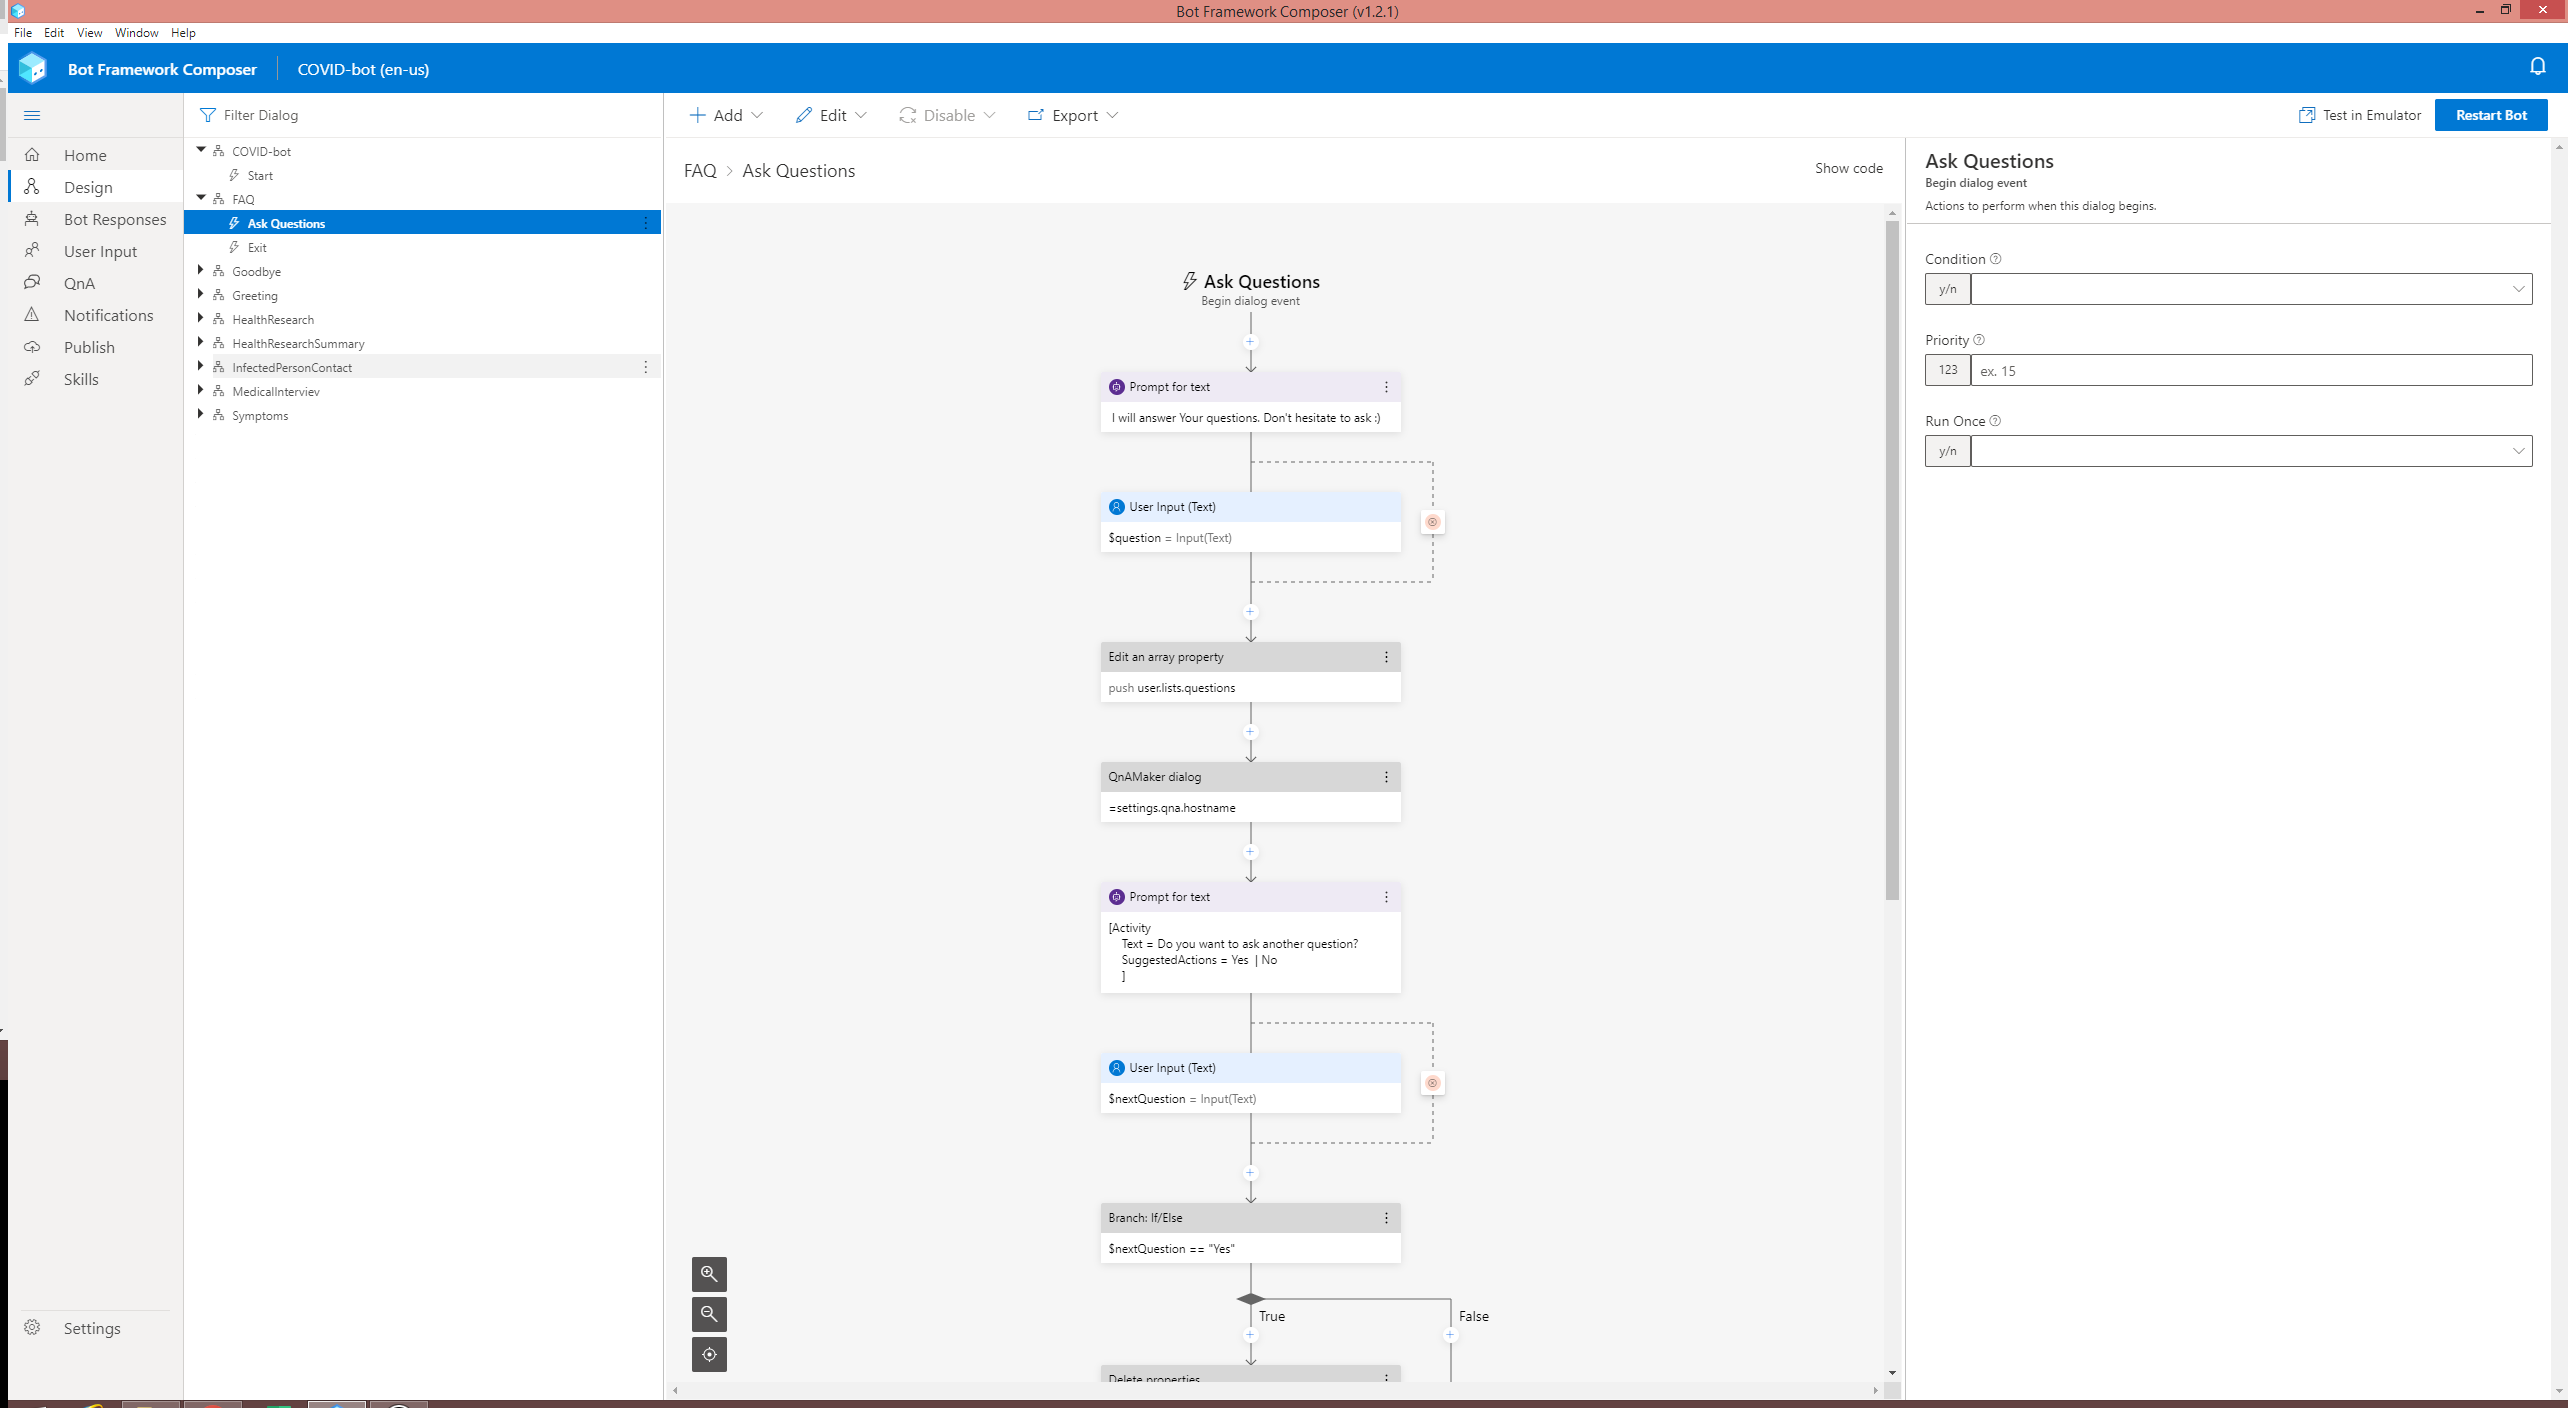 Bot Framework Composer (v1.2.1)
File Edit View Window Help
Bot Framework Composer COVID-bot (en-us)
Filter Dialog
Add Edit Disable Export Test in Emulator Restart Bot
Home
Design
Bot Responses
User Input
QnA
Notifications
Publish
Skills
Settings
COVID-bot
Start
FAQ
Ask Questions
Exit
Goodbye
Greeting
HealthResearch
HealthResearchSummary
InfectedPersonContact
MedicalInterviev
Symptoms
FAQ > Ask Questions Show code
Ask Questions
Begin dialog event
Prompt for text
I will answer Your questions. Don't hesitate to ask :)
User Input (Text)
$question = Input(Text)
Edit an array property
push user.lists.questions
QnAMaker dialog
=settings.qna.hostname
Prompt for text
[Activity
Text = Do you want to ask another question?
SuggestedActions = Yes | No
]
User Input (Text)
$nextQuestion = Input(Text)
Branch: If/Else
$nextQuestion == "Yes"
True False
Delete properties
Ask Questions
Begin dialog event
Actions to perform when this dialog begins.
Condition
y/n
Priority
123 ex. 15
Run Once
y/n